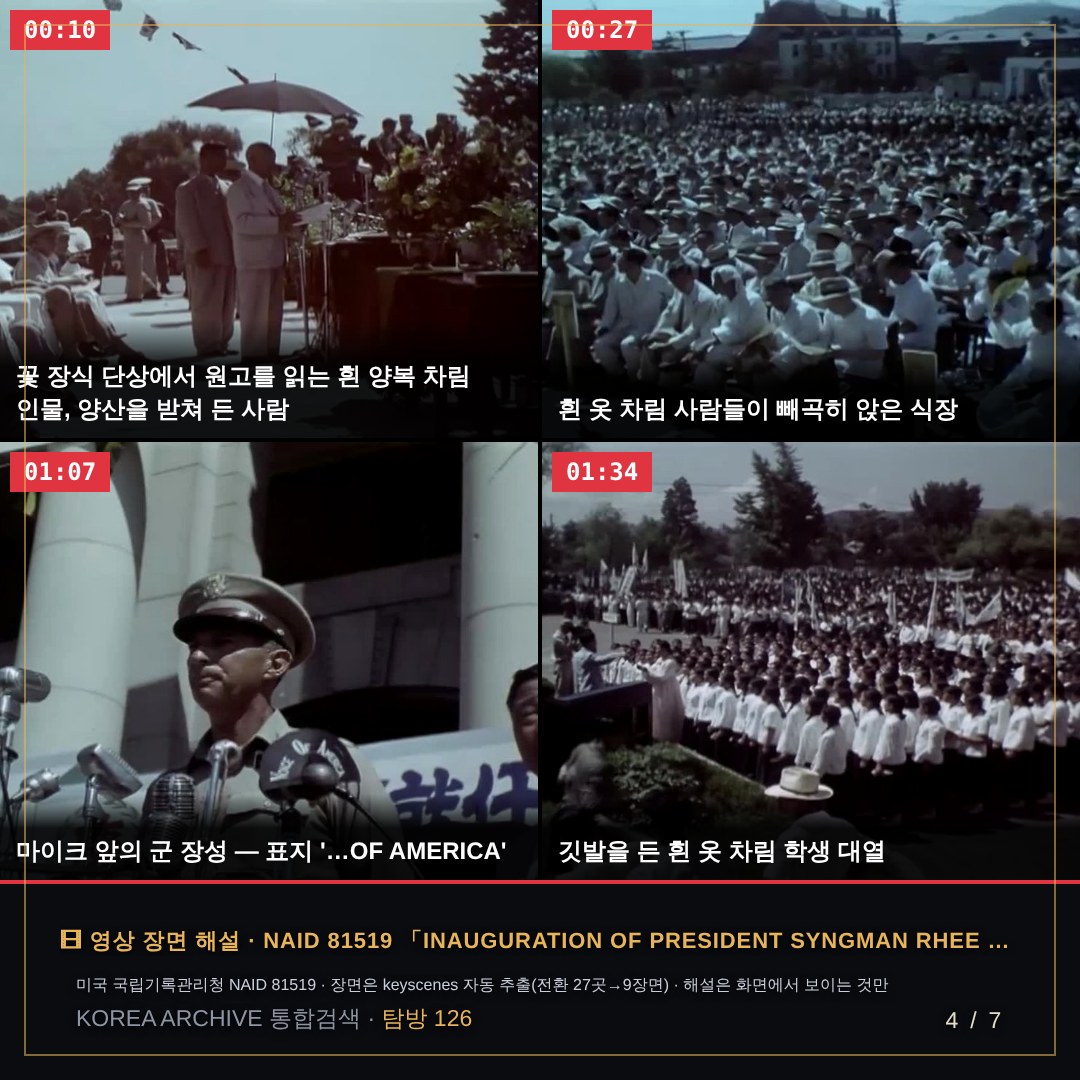 00:10
00:27
꽃 장식 단상에서 원고를 읽는 흰 양복 차림
인물, 양산을 받쳐 든 사람
흰 옷 차림 사람들이 빼곡히 앉은 식장
01:07
01:34
VOICE OF AMERICA
就任
마이크 앞의 군 장성 — 표지 '…OF AMERICA'
깃발을 든 흰 옷 차림 학생 대열
영상 장면 해설 · NAID 81519 「INAUGURATION OF PRESIDENT SYNGMAN RHEE …
미국 국립기록관리청 NAID 81519 · 장면은 keyscenes 자동 추출(전환 27곳→9장면) · 해설은 화면에서 보이는 것만
KOREA ARCHIVE 통합검색 · 탐방 126
4 / 7